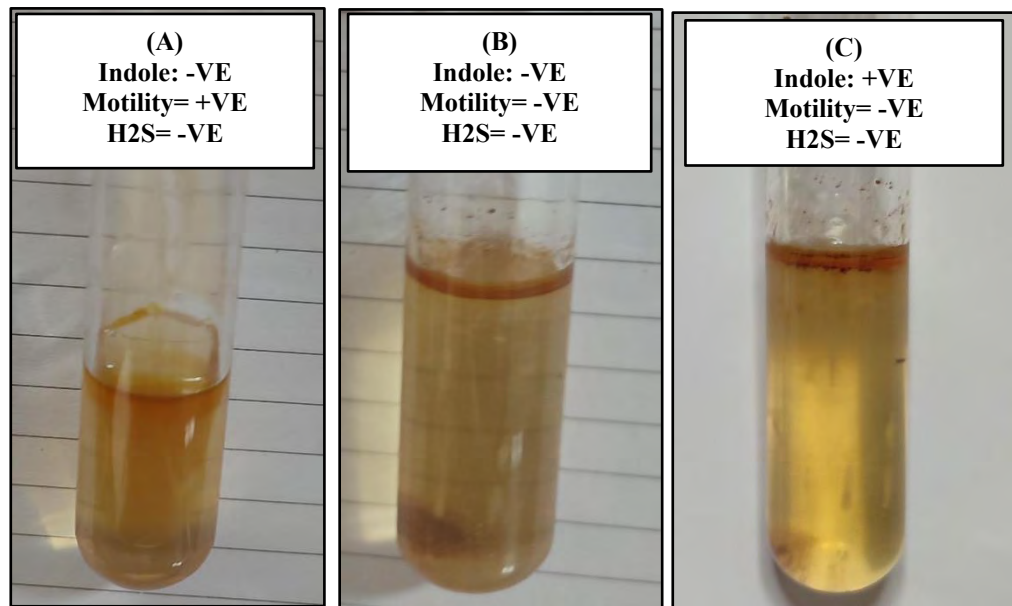 (A)
Indole: -VE
Motility= +VE
H2S= -VE
(B)
Indole: -VE
Motility= -VE
H2S= -VE
(C)
Indole: +VE
Motility= -VE
H2S= -VE